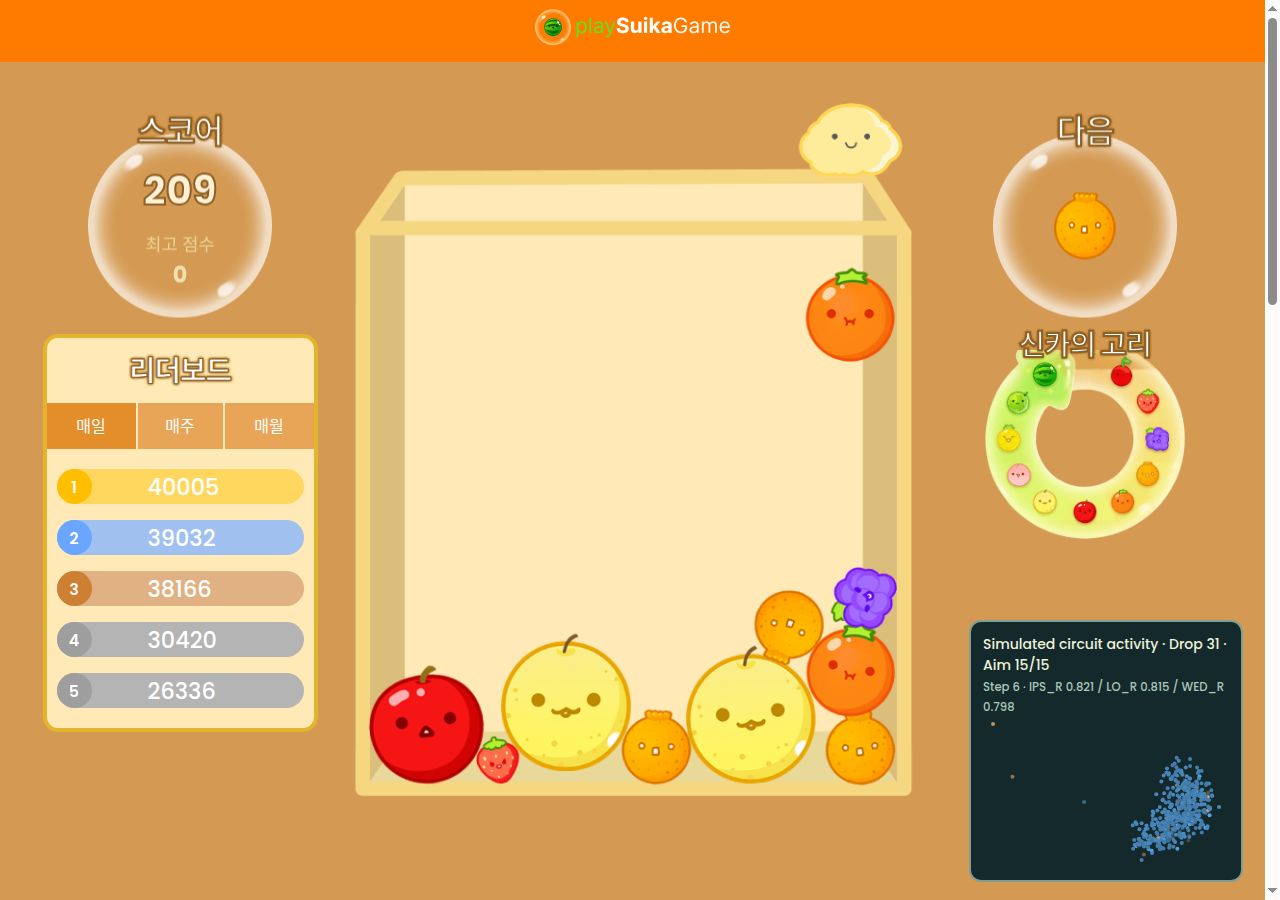 playSuikaGame
스코어
209
최고 점수
0
리더보드
매일 매주 매월
1 40005
2 39032
3 38166
4 30420
5 26336
다음
신카의 고리
Simulated circuit activity · Drop 31 ·
Aim 15/15
Step 6 · IPS_R 0.821 / LO_R 0.815 / WED_R
0.798